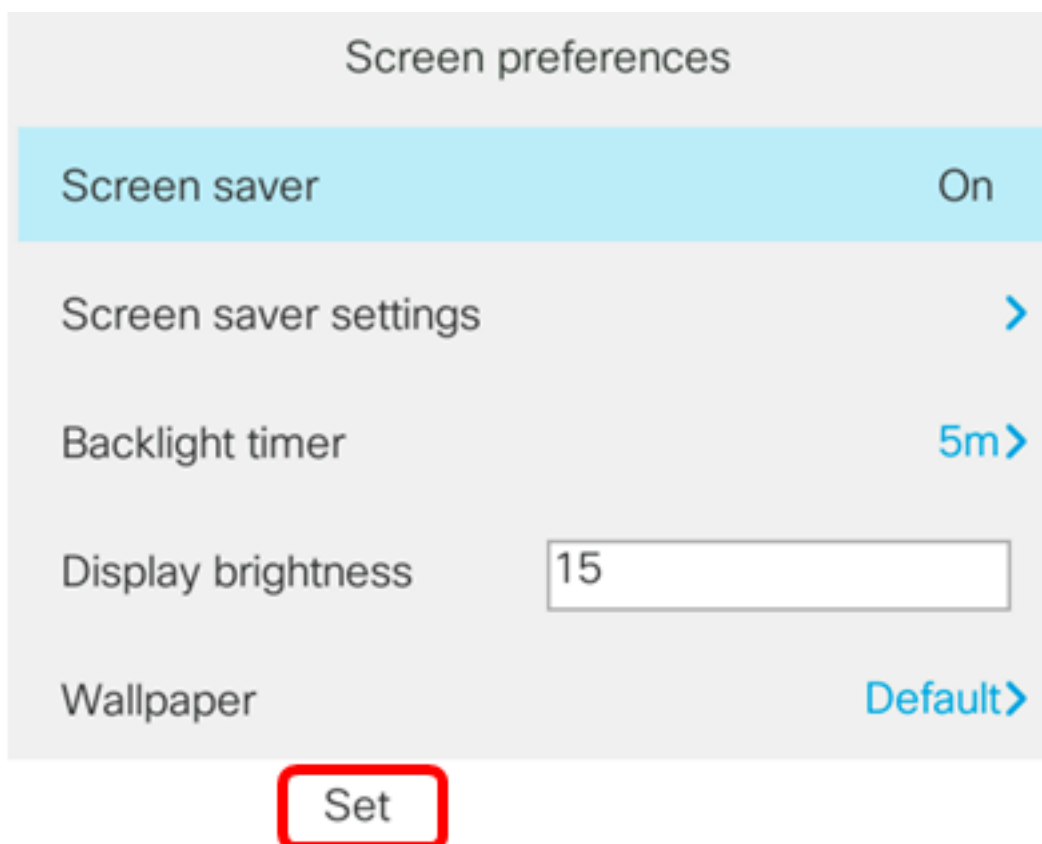 Screen preferences
Screen saver On
Screen saver settings
Backlight timer 5m
Display brightness 15
Wallpaper Default
Set